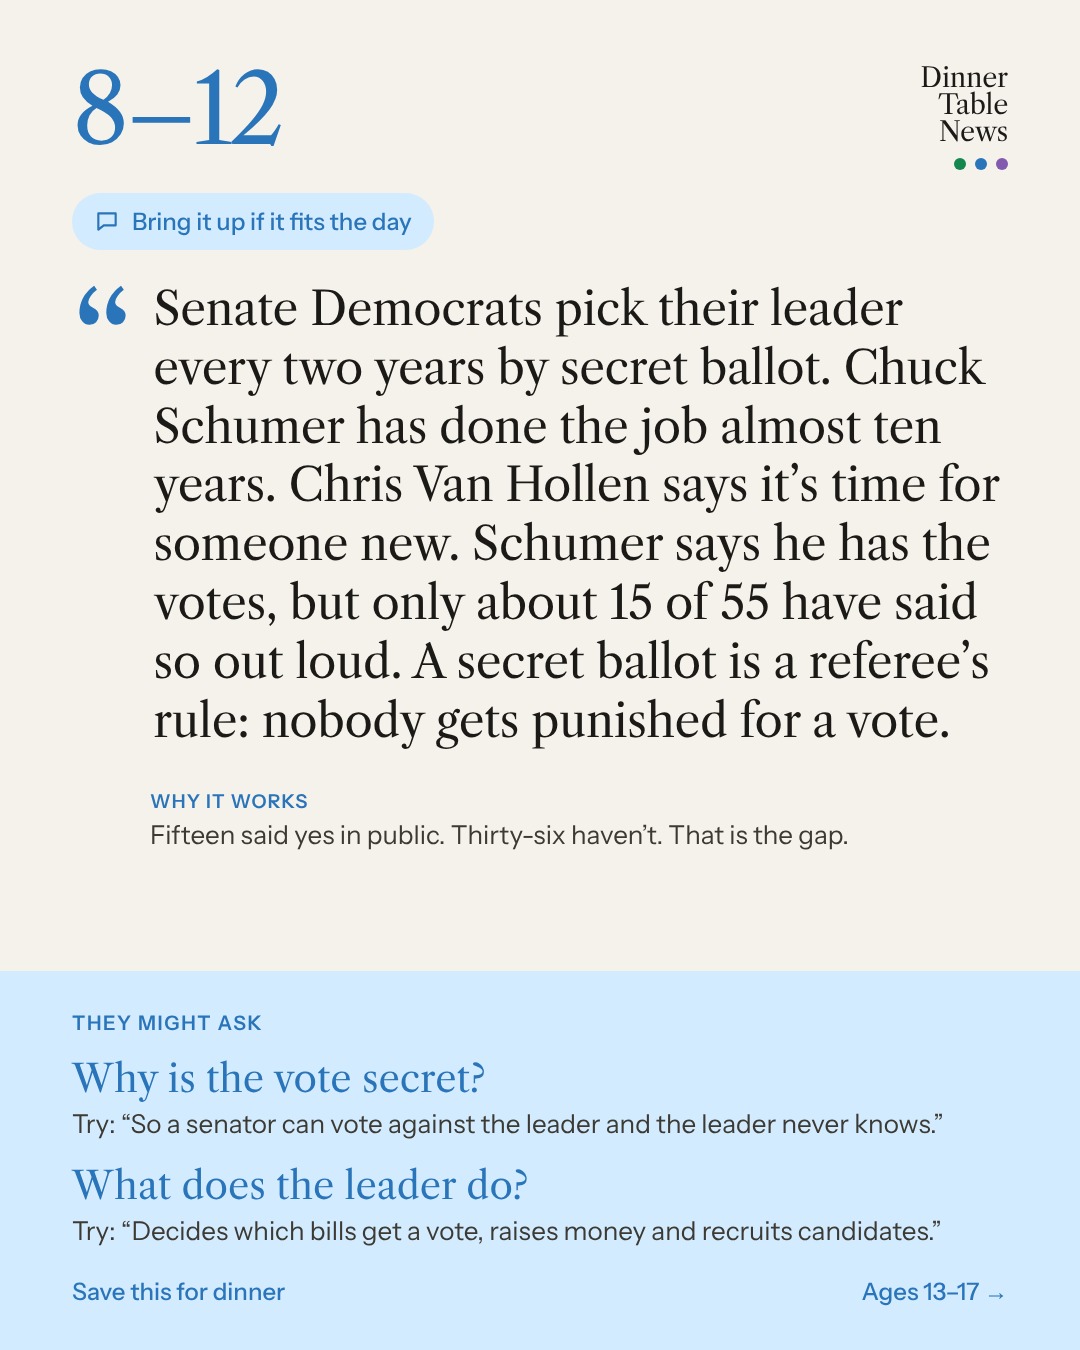 8–12
Dinner
Table
News
Bring it up if it fits the day
“Senate Democrats pick their leader
every two years by secret ballot. Chuck
Schumer has done the job almost ten
years. Chris Van Hollen says it’s time for
someone new. Schumer says he has the
votes, but only about 15 of 55 have said
so out loud. A secret ballot is a referee’s
rule: nobody gets punished for a vote.
WHY IT WORKS
Fifteen said yes in public. Thirty-six haven’t. That is the gap.
THEY MIGHT ASK
Why is the vote secret?
Try: “So a senator can vote against the leader and the leader never knows.”
What does the leader do?
Try: “Decides which bills get a vote, raises money and recruits candidates.”
Save this for dinner
Ages 13–17 →